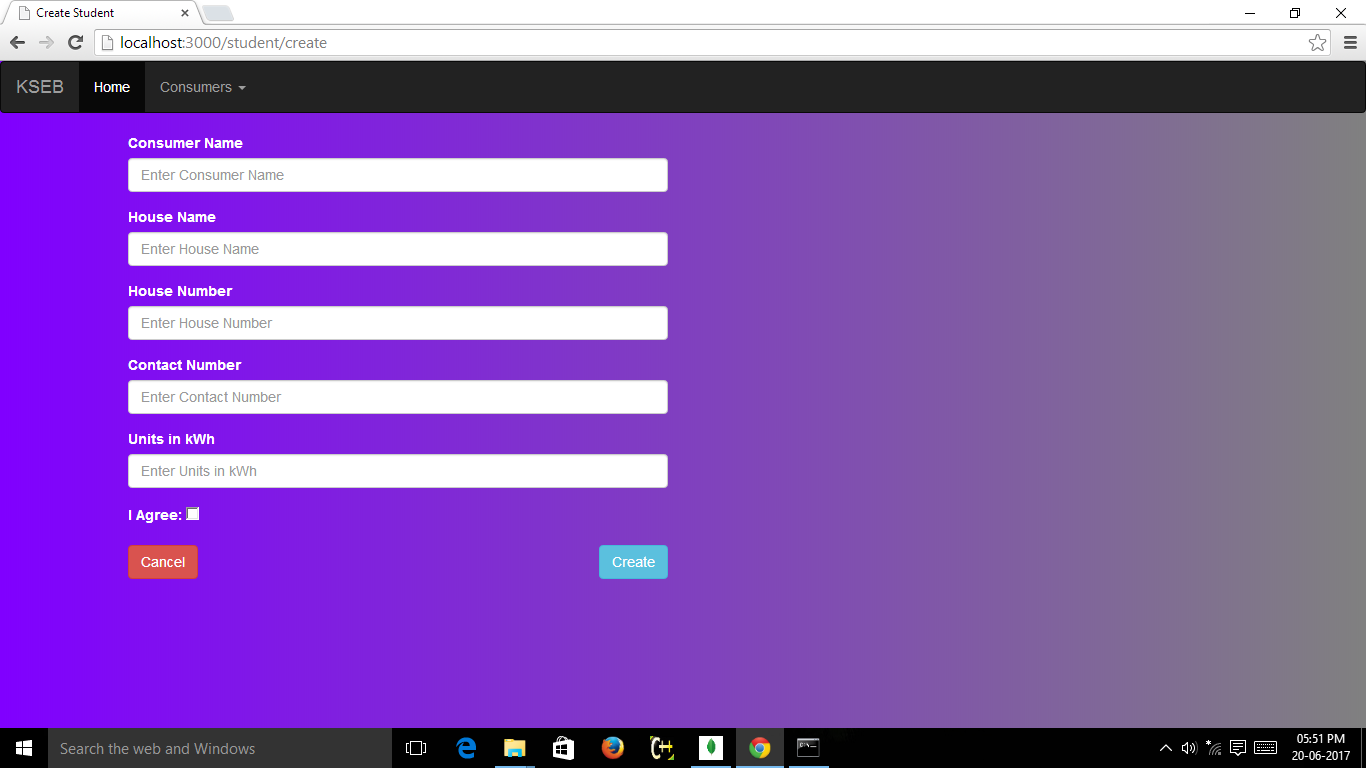 Create Student
localhost:3000/student/create
KSEB Home Consumers
Consumer Name
Enter Consumer Name
House Name
Enter House Name
House Number
Enter House Number
Contact Number
Enter Contact Number
Units in kWh
Enter Units in kWh
I Agree:
Cancel Create
Search the web and Windows
05:51 PM
20-06-2017